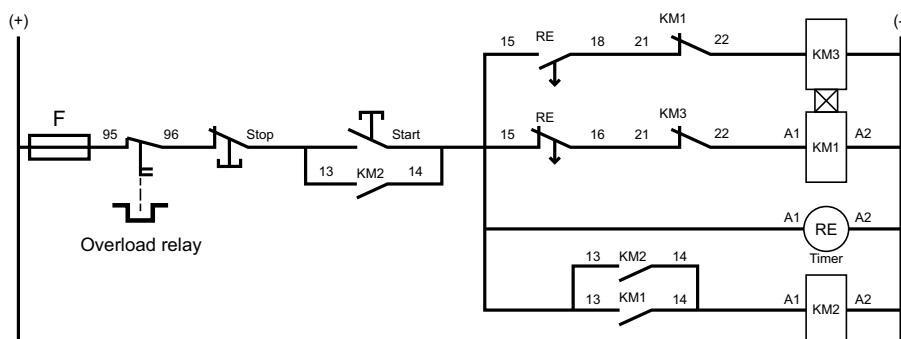 (+) KM1 (-
15 RE 18 21 22 KM3
F
95 96 Stop Start 15 RE 16 21 KM3 22 A1 KM1 A2
13 KM2 14
Overload relay
A1 RE A2
Timer
13 KM2 14
13 KM1 14 A1 KM2 A2